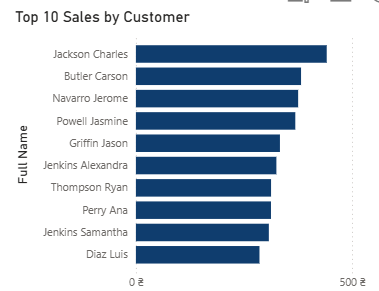 Top 10 Sales by Customer
Full Name
Jackson Charles
Butler Carson
Navarro Jerome
Powell Jasmine
Griffin Jason
Jenkins Alexandra
Thompson Ryan
Perry Ana
Jenkins Samantha
Diaz Luis
0 ₴ 500 ₴